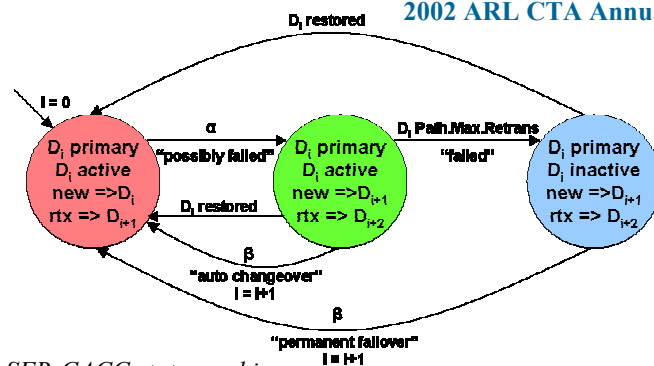 2002 ARL CTA Annu
Di restored
I = 0
α
"possibly failed"
Di Path.Max.Retrans
"failed"
Di primary
Di active
new =>Di
rtx => Di+1
Di primary
Di active
new =>Di+1
rtx => Di+2
Di primary
Di inactive
new =>Di+1
rtx => Di+2
Di restored
β
"auto changeover"
I = I+1
β
"permanent failover"
I = I+1